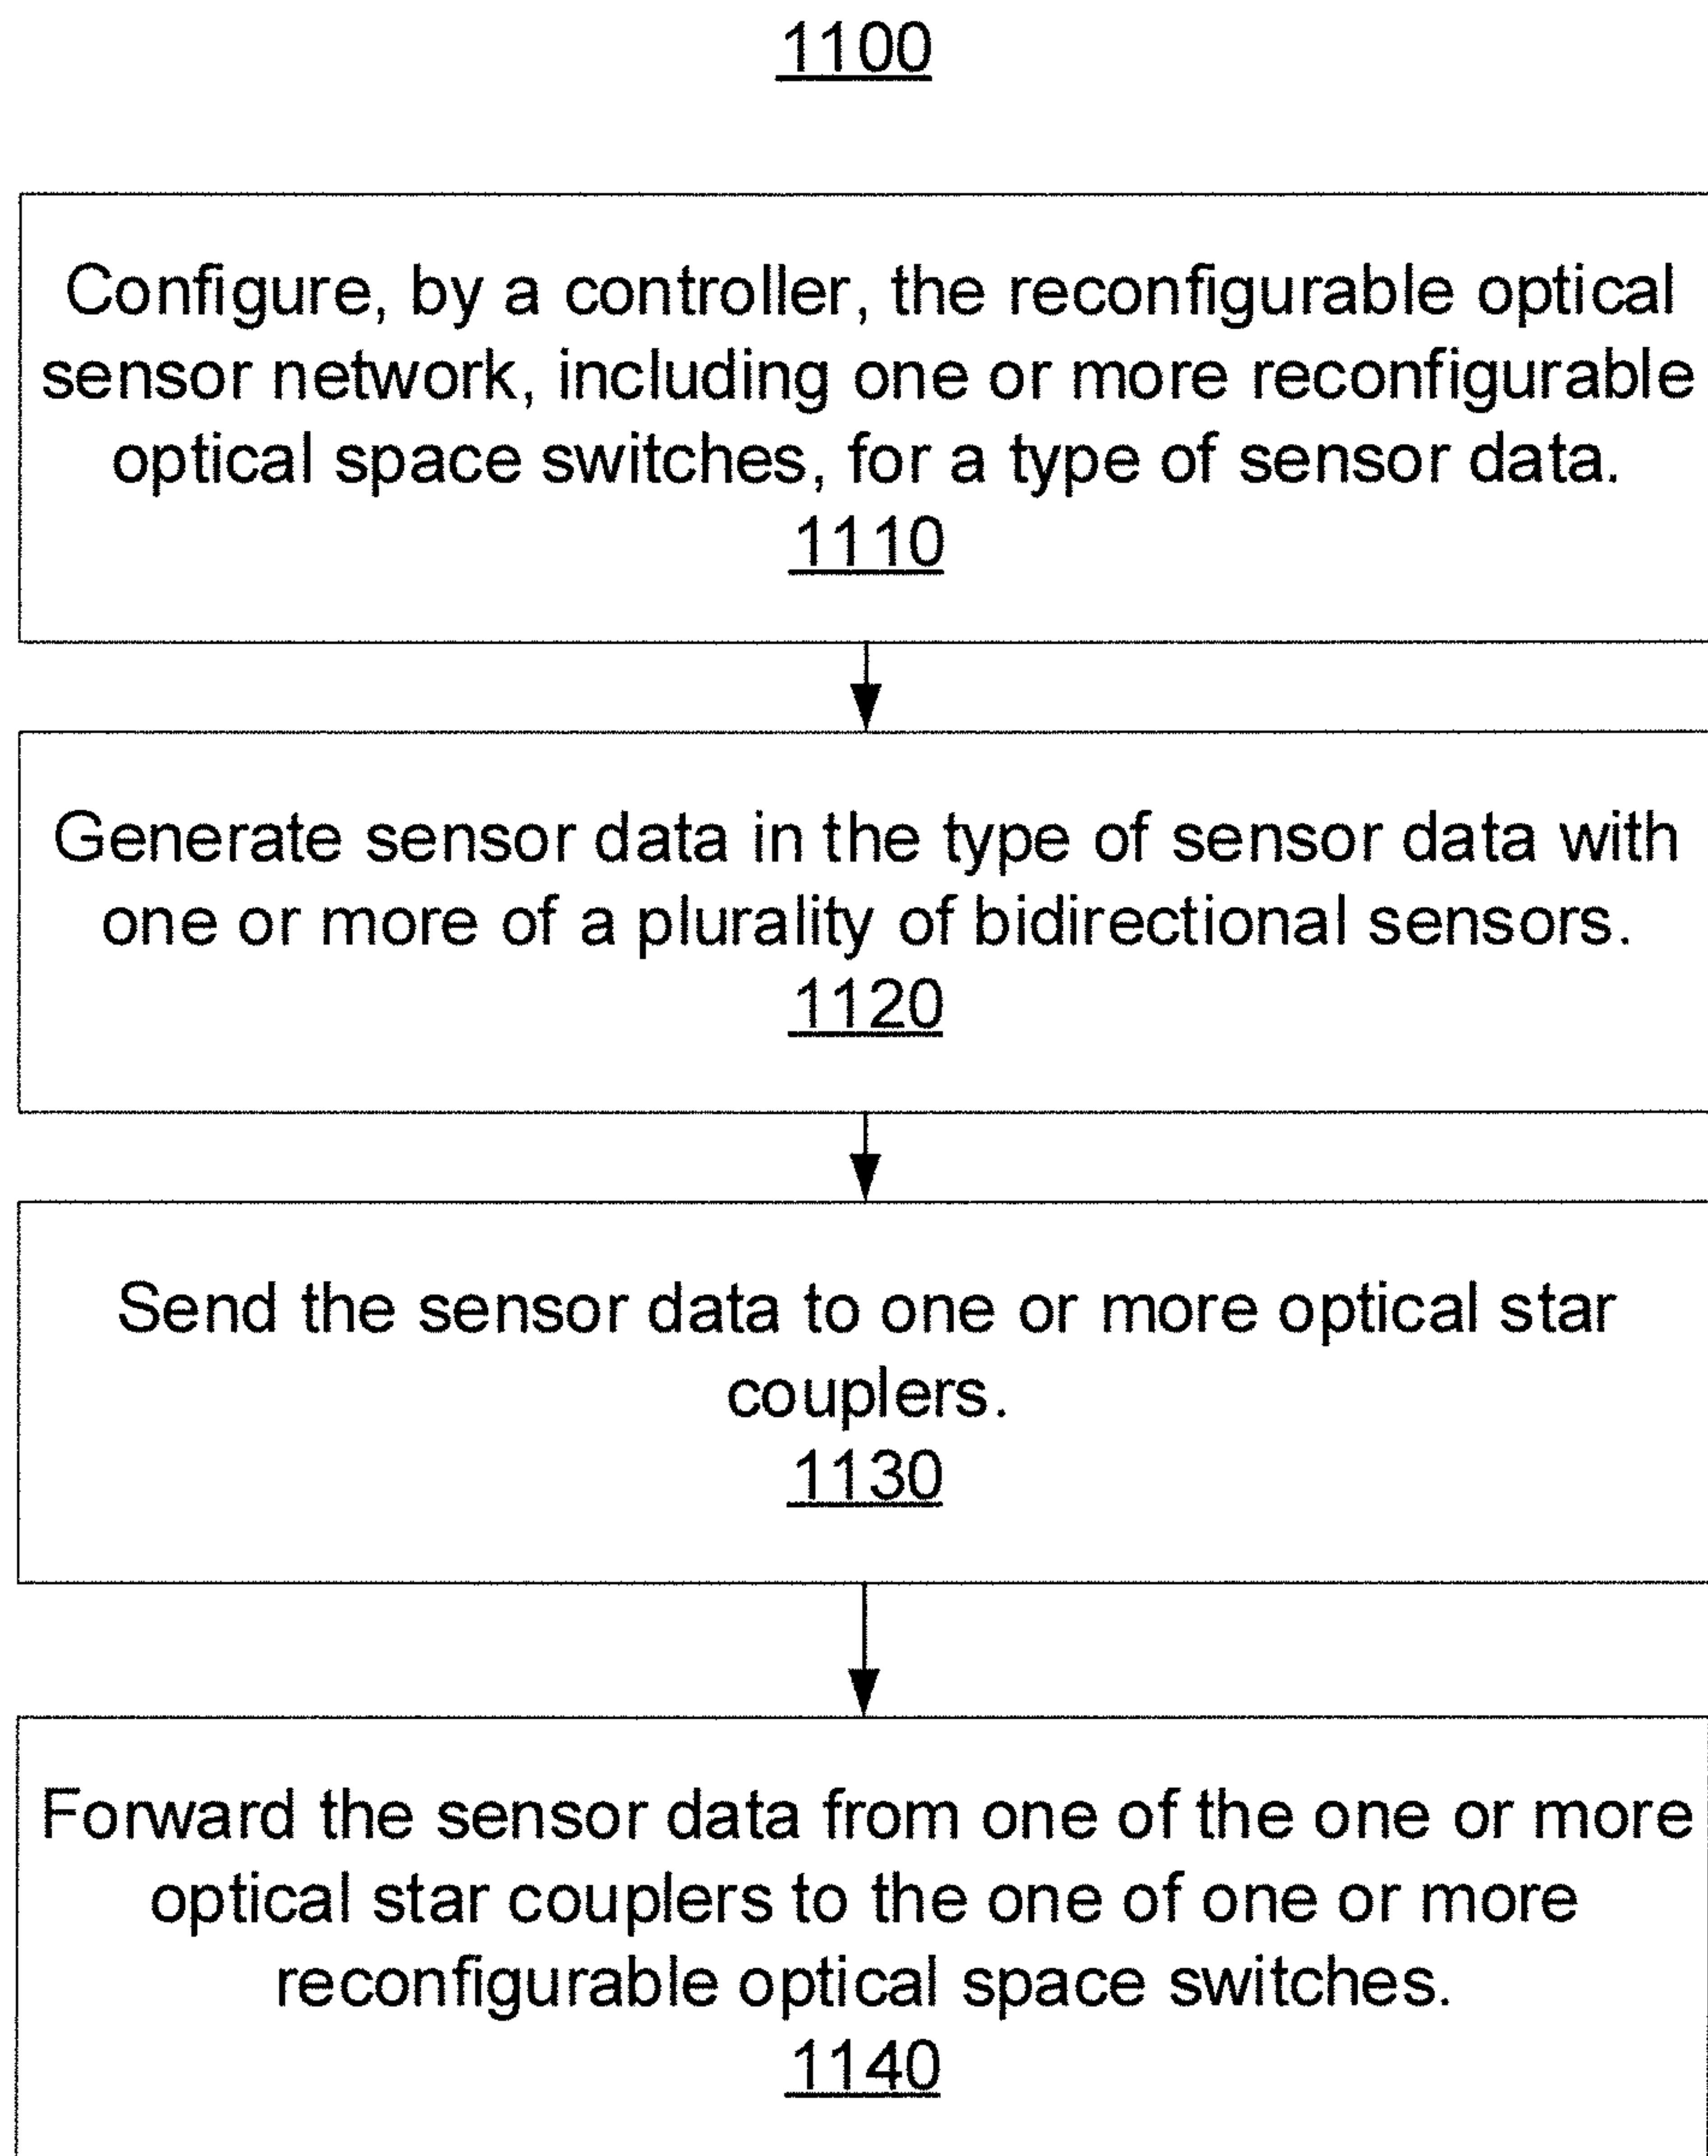 1100
Configure, by a controller, the reconfigurable optical
sensor network, including one or more reconfigurable
optical space switches, for a type of sensor data.
1110
Generate sensor data in the type of sensor data with
one or more of a plurality of bidirectional sensors.
1120
Send the sensor data to one or more optical star
couplers.
1130
Forward the sensor data from one of the one or more
optical star couplers to the one of one or more
reconfigurable optical space switches.
1140